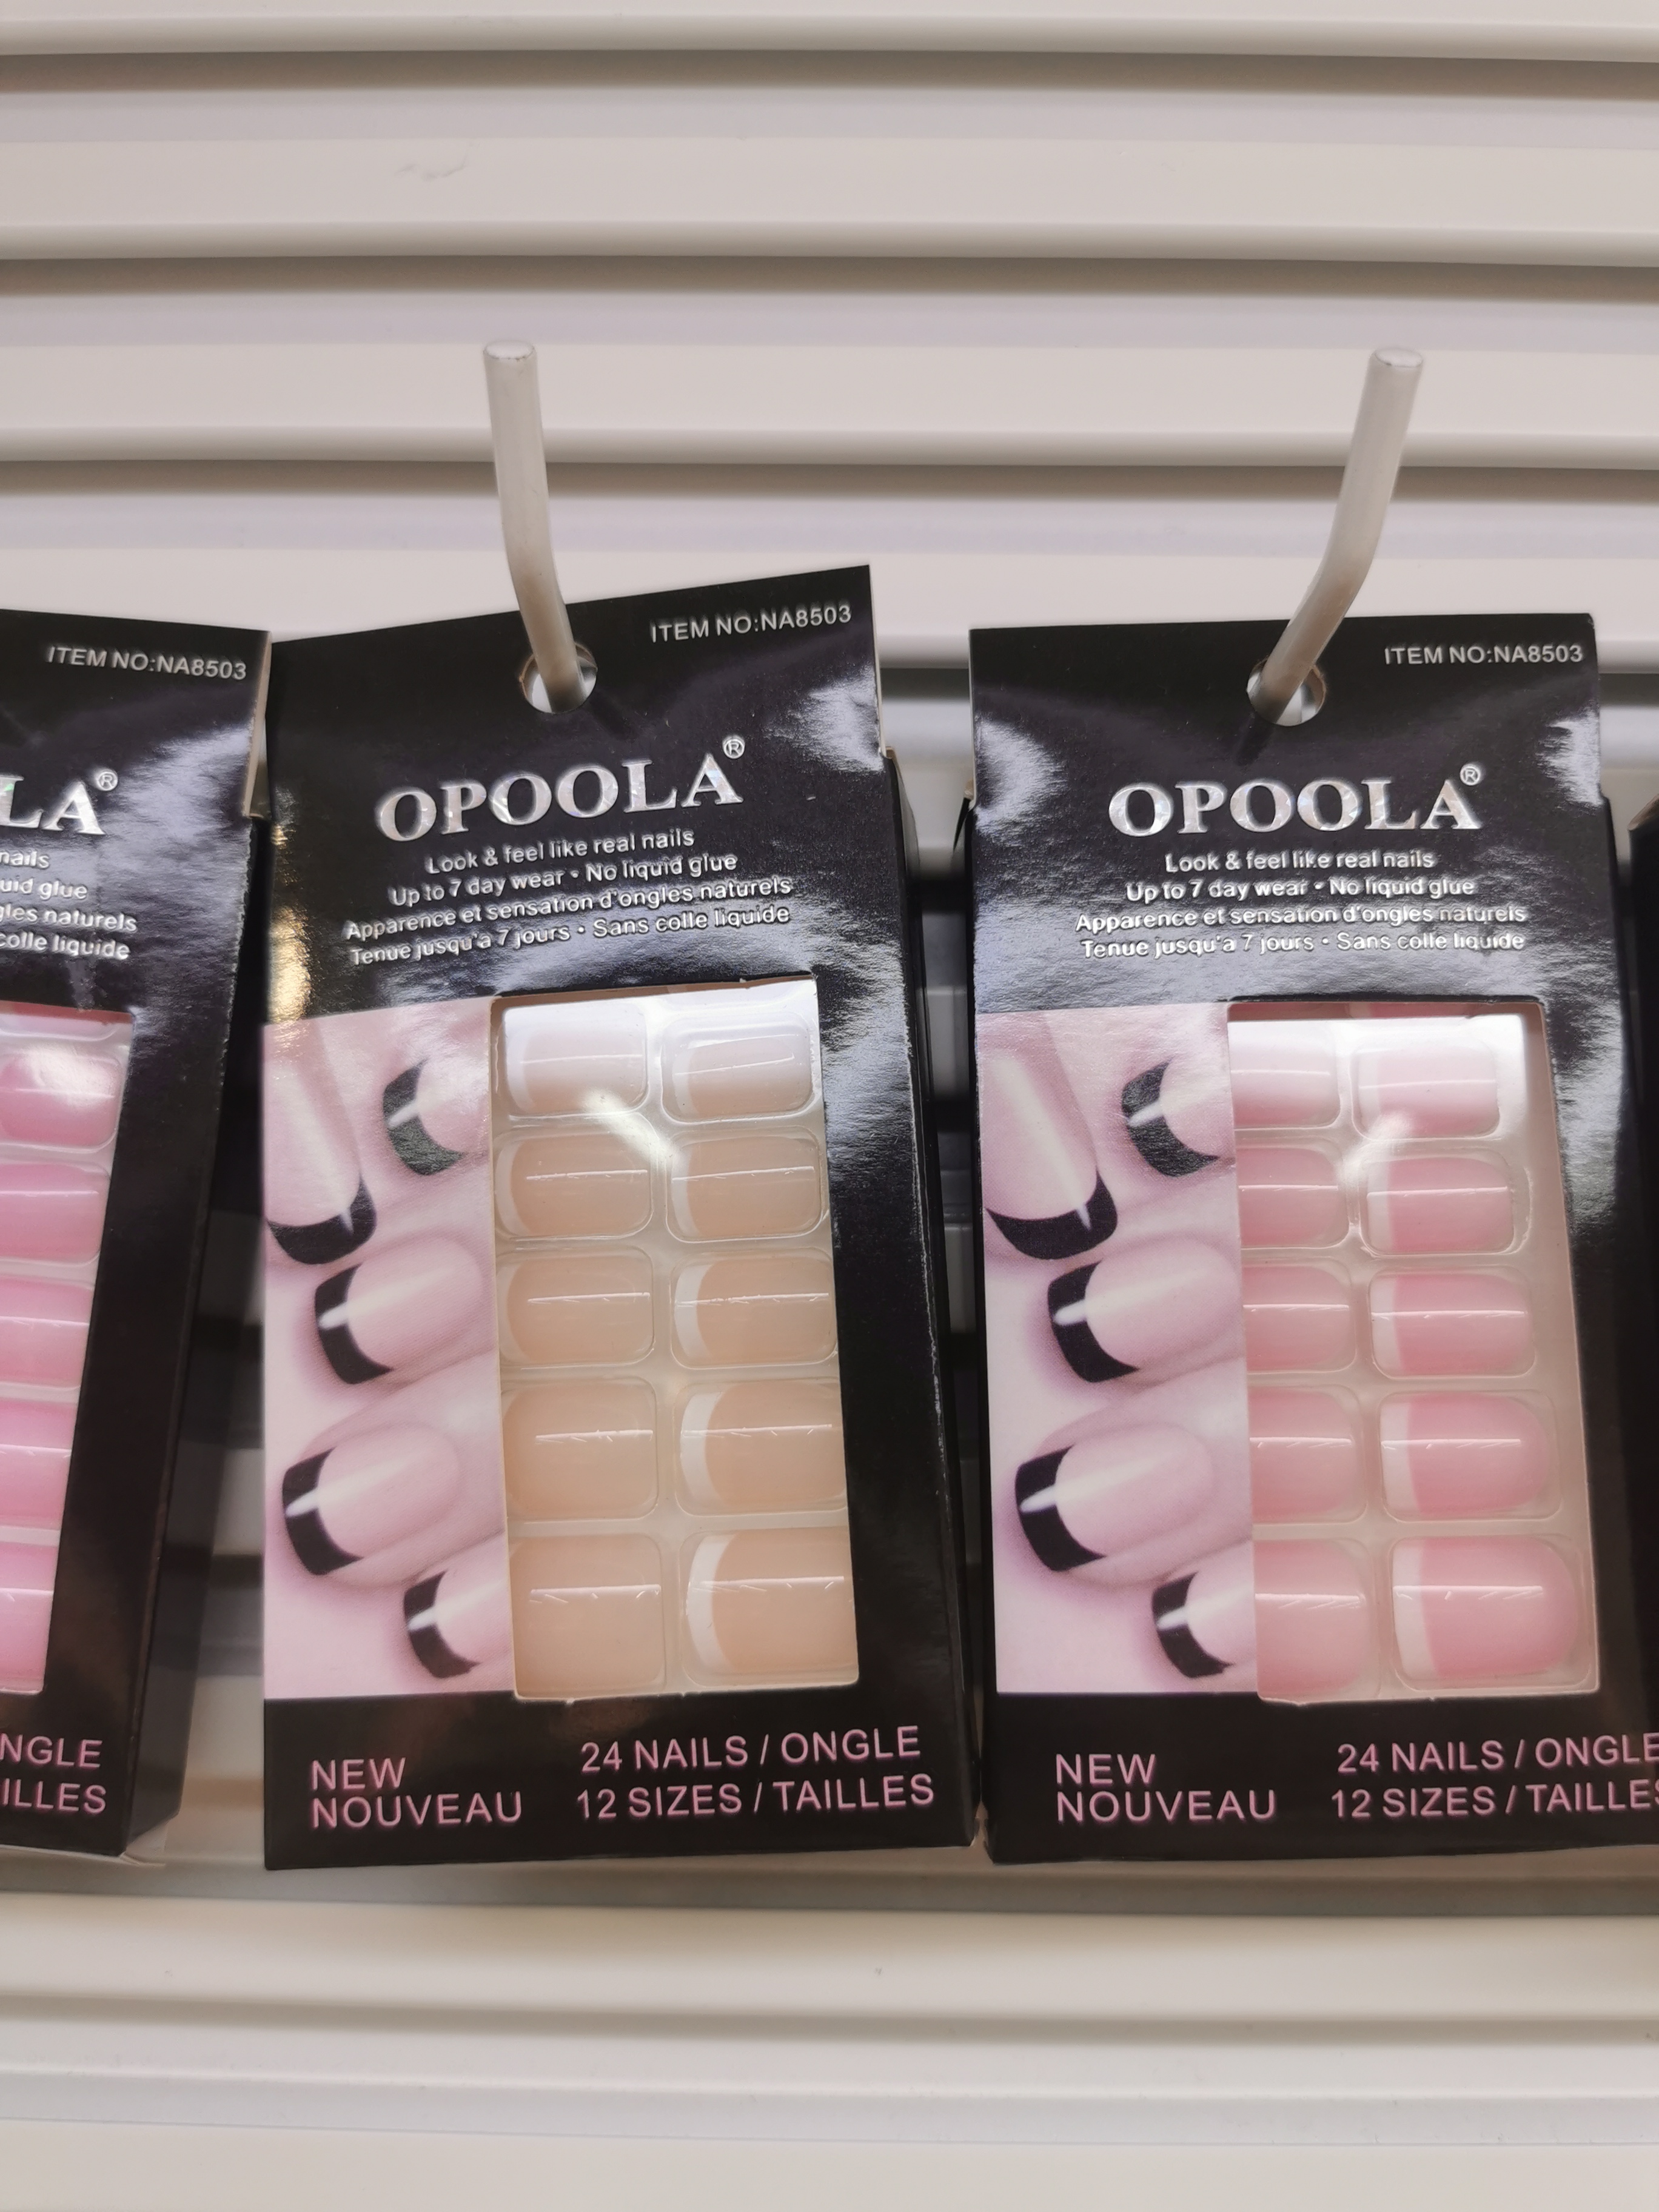 ITEM NO:NA8503
LA®
nails
uid glue
gles naturels
colle liquide
NGLE
ILLES
ITEM NO:NA8503
OPOOLA®
Look & feel like real nails
Up to 7 day wear • No liquid glue
Apparence et sensation d'ongles naturels
Tenue jusqu'a 7 jours • Sans colle liquide
NEW
NOUVEAU
24 NAILS / ONGLE
12 SIZES / TAILLES
ITEM NO:NA8503
OPOOLA®
Look & feel like real nails
Up to 7 day wear • No liquid glue
Apparence et sensation d'ongles naturels
Tenue jusqu'a 7 jours • Sans colle liquide
NEW
NOUVEAU
24 NAILS / ONGLE
12 SIZES / TAILLES